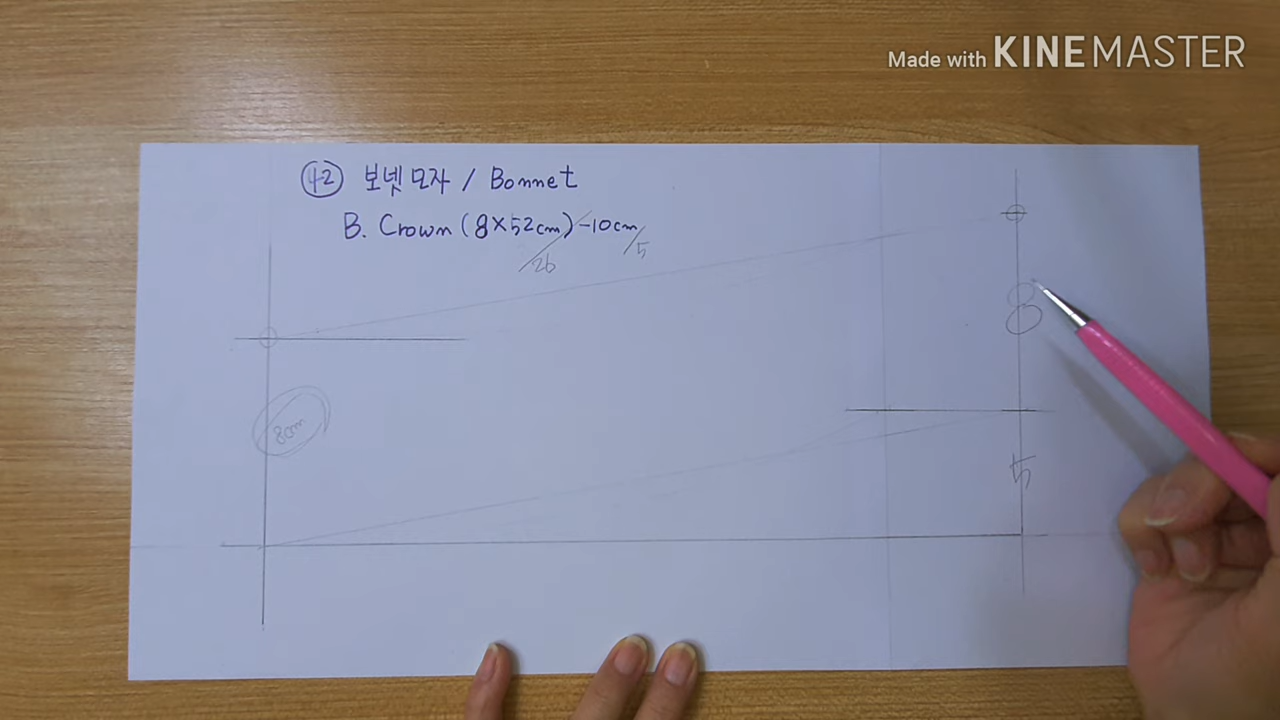 Made with KINEMASTER
42 보넷 모자 / Bonnet
B. Crown (8×52cm) -10cm
/26 /5
8
8cm
5